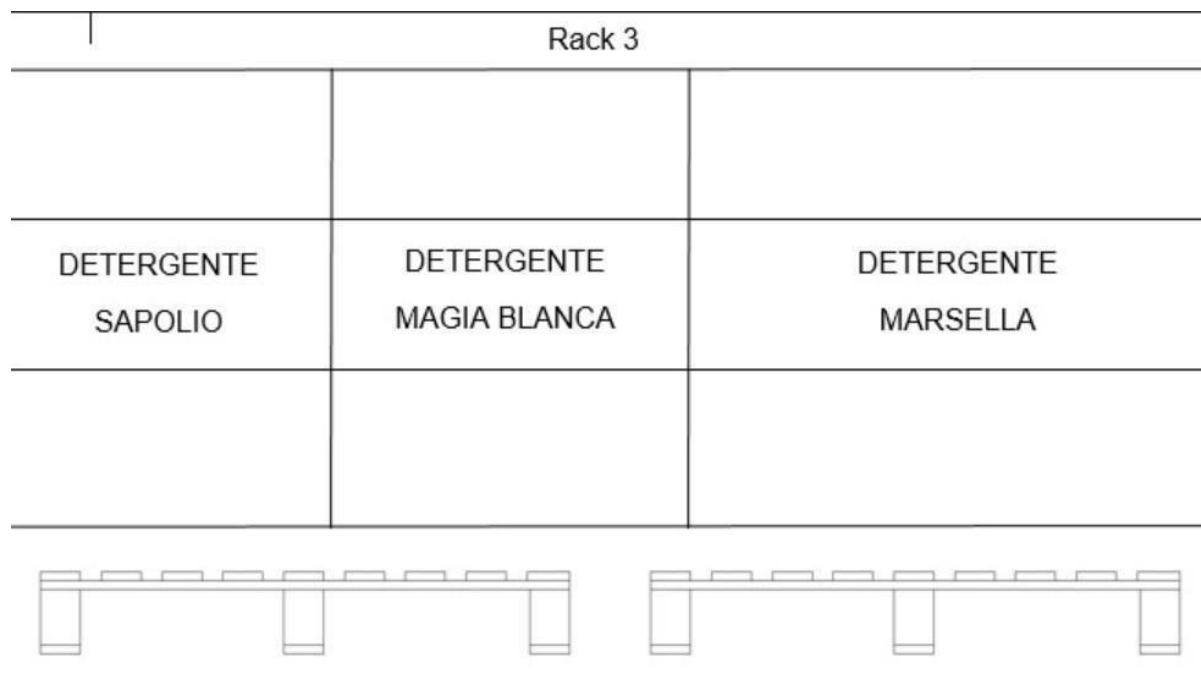 Rack 3
DETERGENTE
SAPOLIO
DETERGENTE
MAGIA BLANCA
DETERGENTE
MARSELLA